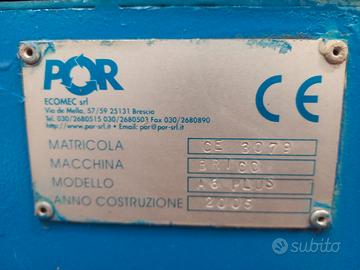 POR
ECOMEC srl
Via de Mella, 57/59 25131 Brescia
Tel. 030/2680515 030/2680503 Fax 030/2680890
http://www.por-srl.it • Email: por@por-srl.it
CE
MATRICOLA CE 3079
MACCHINA BRICC
MODELLO A6 PLUS
ANNO COSTRUZIONE 2005
subito